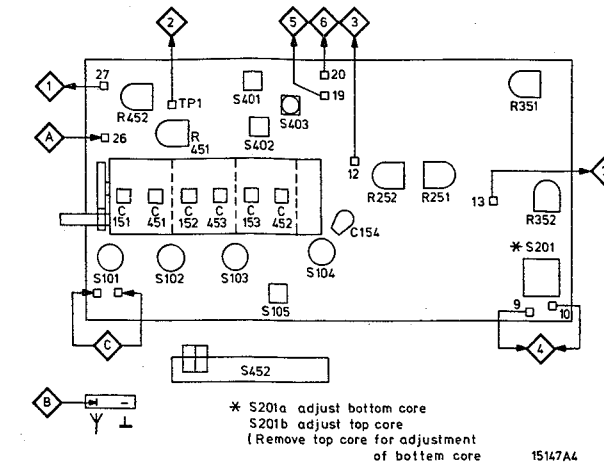 2
5
6
3
1
27
20
TP1
S401
19
R452
S403
R351
A
26
R
451
S402
12
R252
R251
13
R352
C
151
C
451
C
152
C
453
C
153
C
452
C154
* S201
S101
S102
S103
S104
S105
9
10
C
4
S452
B
* S201a adjust bottom core
S201b adjust top core
(Remove top core for adjustment
of bottem core
15147A4